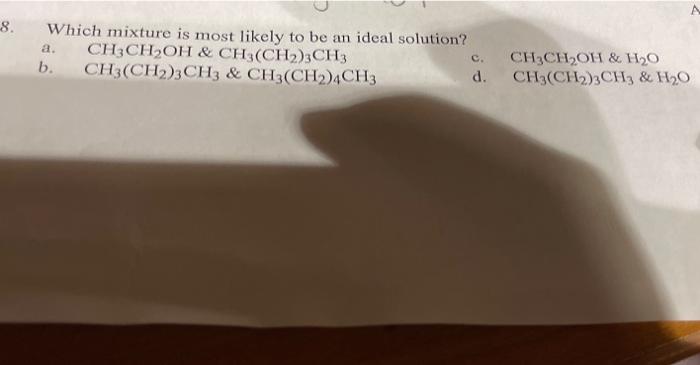 8. Which mixture is most likely to be an ideal solution?
a. CH3CH2OH & CH3(CH2)3CH3
b. CH3(CH2)3CH3 & CH3(CH2)4CH3
c. CH3CH2OH & H2O
d. CH3(CH2)3CH3 & H2O